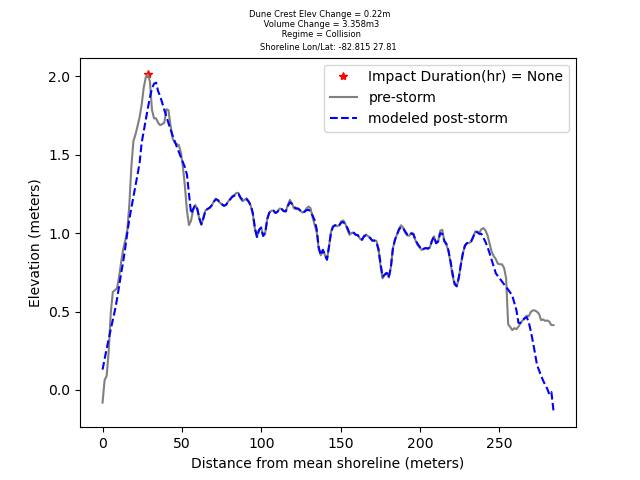 Dune Crest Elev Change = 0.22m
Volume Change = 3.358m3
Regime = Collision
Shoreline Lon/Lat: -82.815 27.81
Impact Duration(hr) = None
pre-storm
modeled post-storm
2.0
1.5
1.0
0.5
0.0
Elevation (meters)
0 50 100 150 200 250
Distance from mean shoreline (meters)